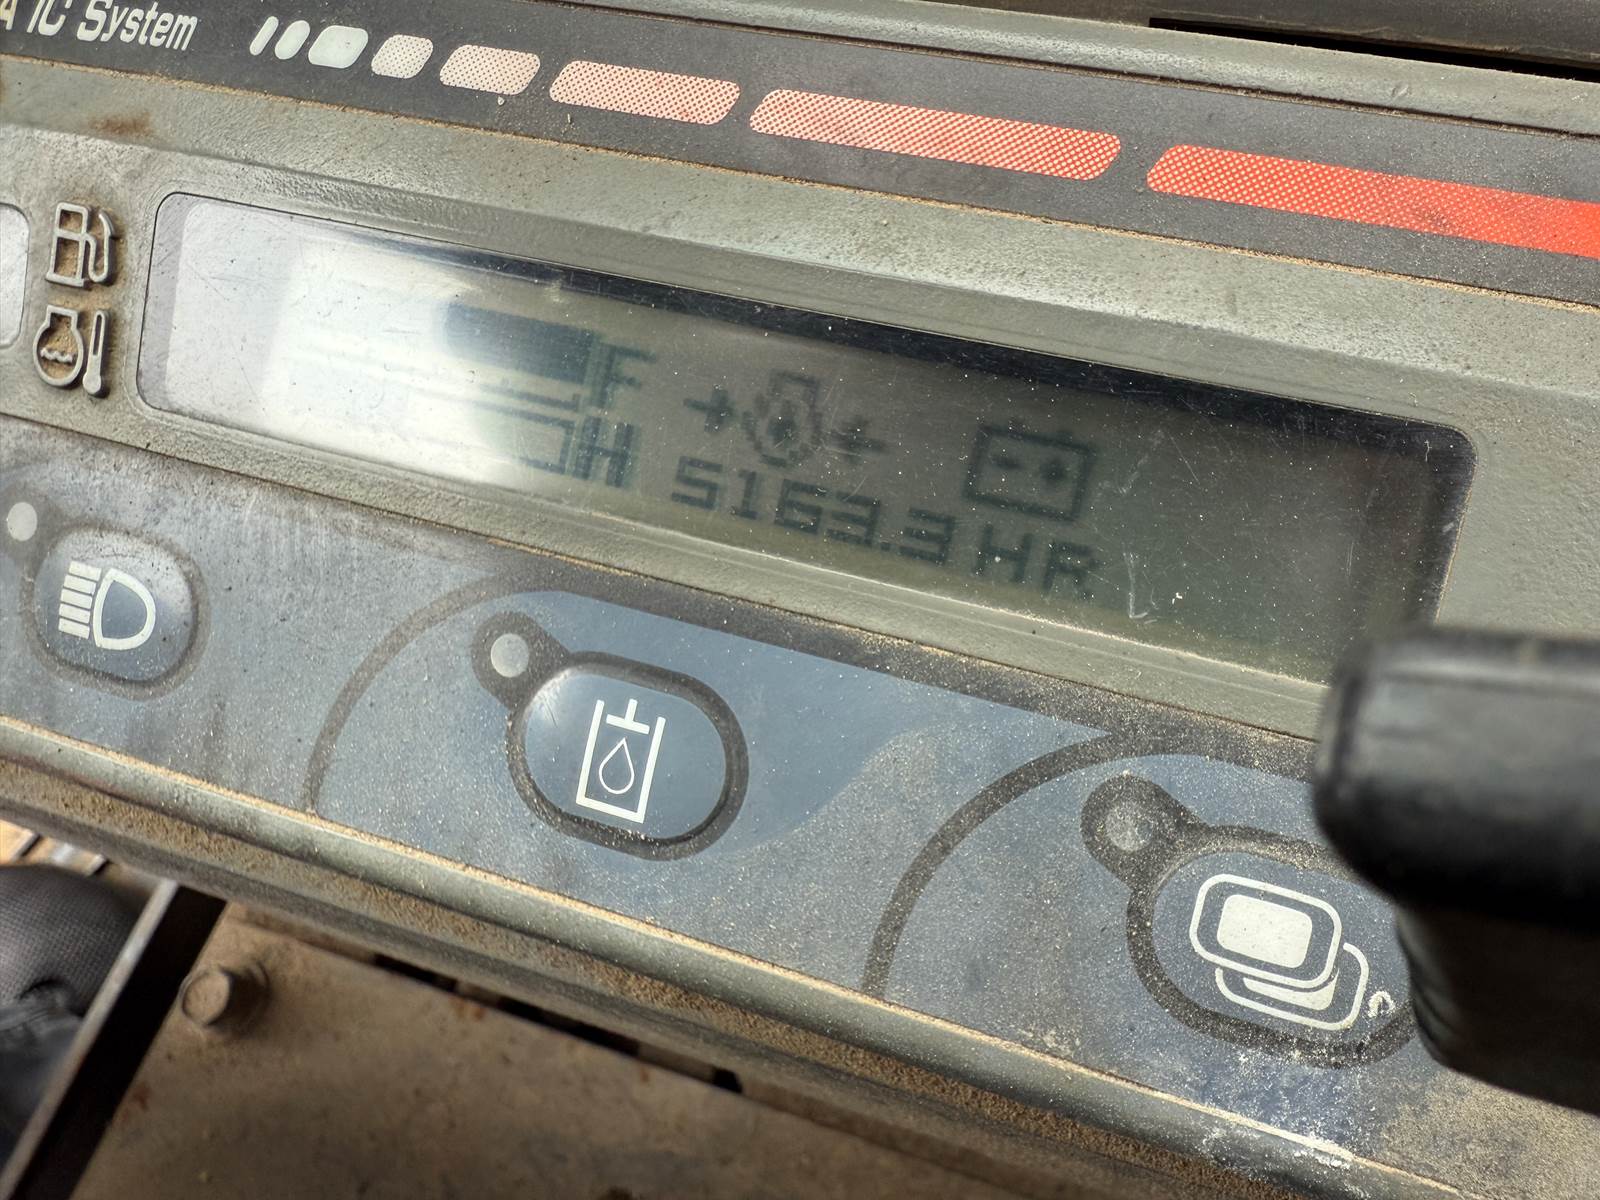 A IC System
F
H
5163.3 HR